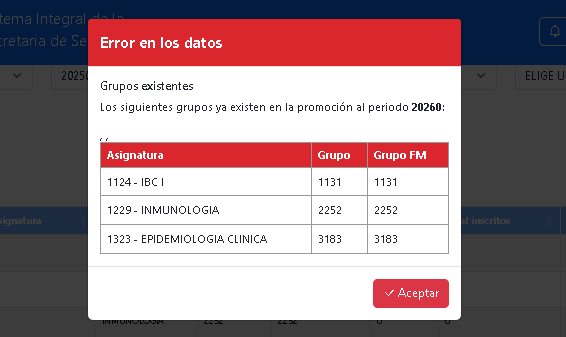 tema Integral de la
cretaria de Se
Error en los datos
Grupos existentes
Los siguientes grupos ya existen en la promoción al periodo 20260:
, ,
Asignatura Grupo Grupo FM
1124 - IBC I 1131 1131
1229 - INMUNOLOGIA 2252 2252
1323 - EPIDEMIOLOGIA CLINICA 3183 3183
Aceptar
ELIGE U
signatura
al inscritos
INMUNOLOGIA 2252 2252 0 0